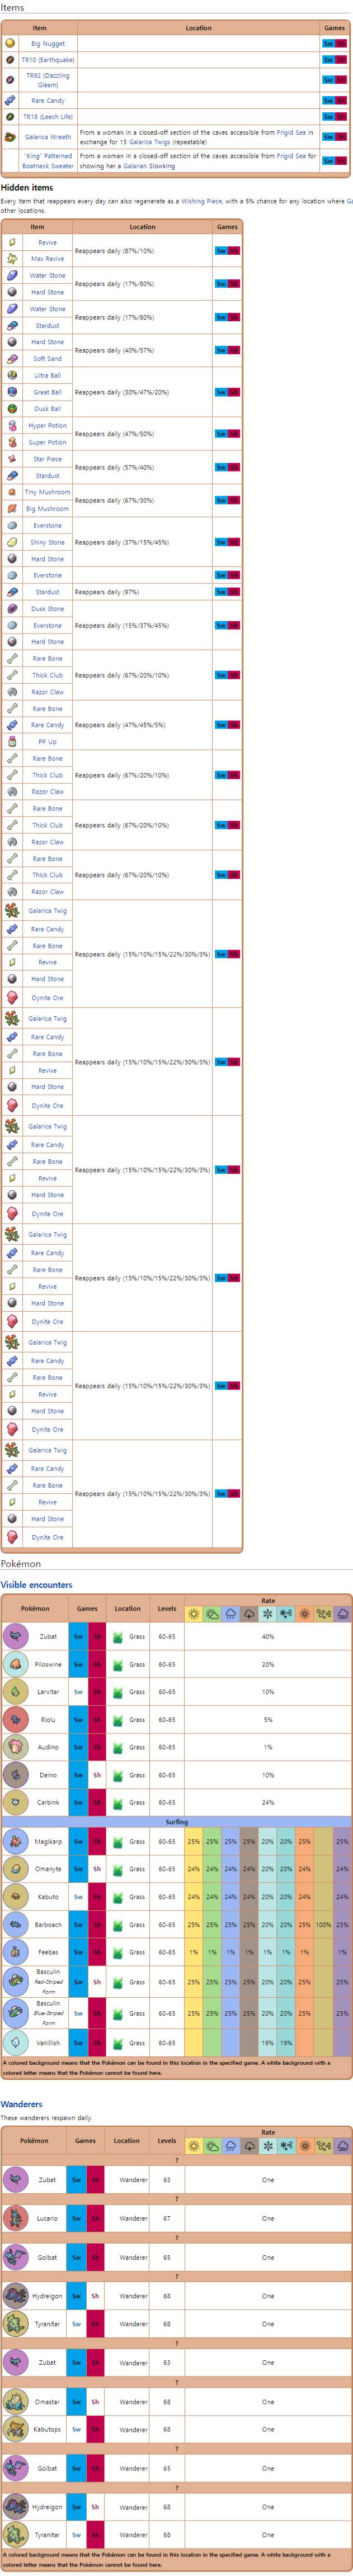 Items
Item Location Games
Big Nugget Sw Sh
TR10 (Earthquake) Sw Sh
TR92 (Dazzling
Gleam) Sw Sh
Rare Candy Sw Sh
TR18 (Leech Life) Sw Sh
Galarica Wreath From a woman in a closed-off section of the caves accessible from Frigid Sea in
exchange for 15 Galarica Twigs (repeatable) Sw Sh
"King" Patterned
Boatneck Sweater From a woman in a closed-off section of the caves accessible from Frigid Sea for
showing her a Galarian Slowking Sw Sh
Hidden items
Every item that reappears every day can also regenerate as a Wishing Piece, with a 5% chance for any location where Ga
other locations.
Item Location Games
Revive
Max Revive
Reappears daily (87%/10%) Sw Sh
Water Stone
Hard Stone
Reappears daily (17%/80%) Sw Sh
Water Stone
Stardust
Reappears daily (17%/80%) Sw Sh
Hard Stone
Soft Sand
Reappears daily (40%/57%) Sw Sh
Ultra Ball
Great Ball
Dusk Ball
Reappears daily (30%/47%/20%) Sw Sh
Hyper Potion
Super Potion
Reappears daily (47%/50%) Sw Sh
Star Piece
Stardust
Reappears daily (57%/40%) Sw Sh
Tiny Mushroom
Big Mushroom
Reappears daily (67%/30%) Sw Sh
Everstone
Shiny Stone
Hard Stone
Reappears daily (37%/15%/45%) Sw Sh
Everstone Sw Sh
Stardust Reappears daily (97%) Sw Sh
Dusk Stone
Everstone
Hard Stone
Reappears daily (15%/37%/45%) Sw Sh
Rare Bone
Thick Club
Razor Claw
Reappears daily (67%/20%/10%) Sw Sh
Rare Bone
Rare Candy
PP Up
Reappears daily (47%/45%/5%) Sw Sh
Rare Bone
Thick Club
Razor Claw
Reappears daily (67%/20%/10%) Sw Sh
Rare Bone
Thick Club
Razor Claw
Reappears daily (67%/20%/10%) Sw Sh
Rare Bone
Thick Club
Razor Claw
Reappears daily (67%/20%/10%) Sw Sh
Galarica Twig
Rare Candy
Rare Bone
Revive
Hard Stone
Dynite Ore
Reappears daily (15%/10%/15%/22%/30%/3%) Sw Sh
Galarica Twig
Rare Candy
Rare Bone
Revive
Hard Stone
Dynite Ore
Reappears daily (15%/10%/15%/22%/30%/3%) Sw Sh
Galarica Twig
Rare Candy
Rare Bone
Revive
Hard Stone
Dynite Ore
Reappears daily (15%/10%/15%/22%/30%/3%) Sw Sh
Galarica Twig
Rare Candy
Rare Bone
Revive
Hard Stone
Dynite Ore
Reappears daily (15%/10%/15%/22%/30%/3%) Sw Sh
Galarica Twig
Rare Candy
Rare Bone
Revive
Hard Stone
Dynite Ore
Reappears daily (15%/10%/15%/22%/30%/3%) Sw Sh
Galarica Twig
Rare Candy
Rare Bone
Revive
Hard Stone
Dynite Ore
Reappears daily (15%/10%/15%/22%/30%/3%) Sw Sh
Pokémon
Visible encounters
Pokémon Games Location Levels Rate
Zubat Sw Sh Grass 60-65 40%
Piloswine Sw Sh Grass 60-65 20%
Larvitar Sw Sh Grass 60-65 10%
Riolu Sw Sh Grass 60-65 5%
Audino Sw Sh Grass 60-65 1%
Deino Sw Sh Grass 60-65 10%
Carbink Sw Sh Grass 60-65 24%
Surfing
Magikarp Sw Sh Grass 60-65 25% 25% 25% 25% 20% 20% 25% 25%
Omanyte Sw Sh Grass 60-65 24% 24% 24% 24% 20% 20% 24% 24%
Kabuto Sw Sh Grass 60-65 24% 24% 24% 24% 20% 20% 24% 24%
Barboach Sw Sh Grass 60-65 25% 25% 25% 25% 20% 20% 25% 100% 25%
Feebas Sw Sh Grass 60-65 1% 1% 1% 1% 1% 1% 1% 1%
Basculin
Red-Striped
Form Sw Sh Grass 60-65 25% 25% 25% 25% 20% 20% 25% 25%
Basculin
Blue-Striped
Form Sw Sh Grass 60-65 25% 25% 25% 25% 20% 20% 25% 25%
Vanillish Sw Sh Grass 60-65 19% 19%
A colored background means that the Pokémon can be found in this location in the specified game. A white background with a
colored letter means that the Pokémon cannot be found here.
Wanderers
These wanderers respawn daily.
Pokémon Games Location Levels Rate
?
Zubat Sw Sh Wanderer 63 One
?
Lucario Sw Sh Wanderer 67 One
?
Golbat Sw Sh Wanderer 65 One
?
Hydreigon Sw Sh Wanderer 68 One
Tyranitar Sw Sh Wanderer 68 One
?
Zubat Sw Sh Wanderer 63 One
?
Omastar Sw Sh Wanderer 68 One
Kabutops Sw Sh Wanderer 68 One
?
Golbat Sw Sh Wanderer 65 One
?
Hydreigon Sw Sh Wanderer 68 One
Tyranitar Sw Sh Wanderer 68 One
A colored background means that the Pokémon can be found in this location in the specified game. A white background with a
colored letter means that the Pokémon cannot be found here.